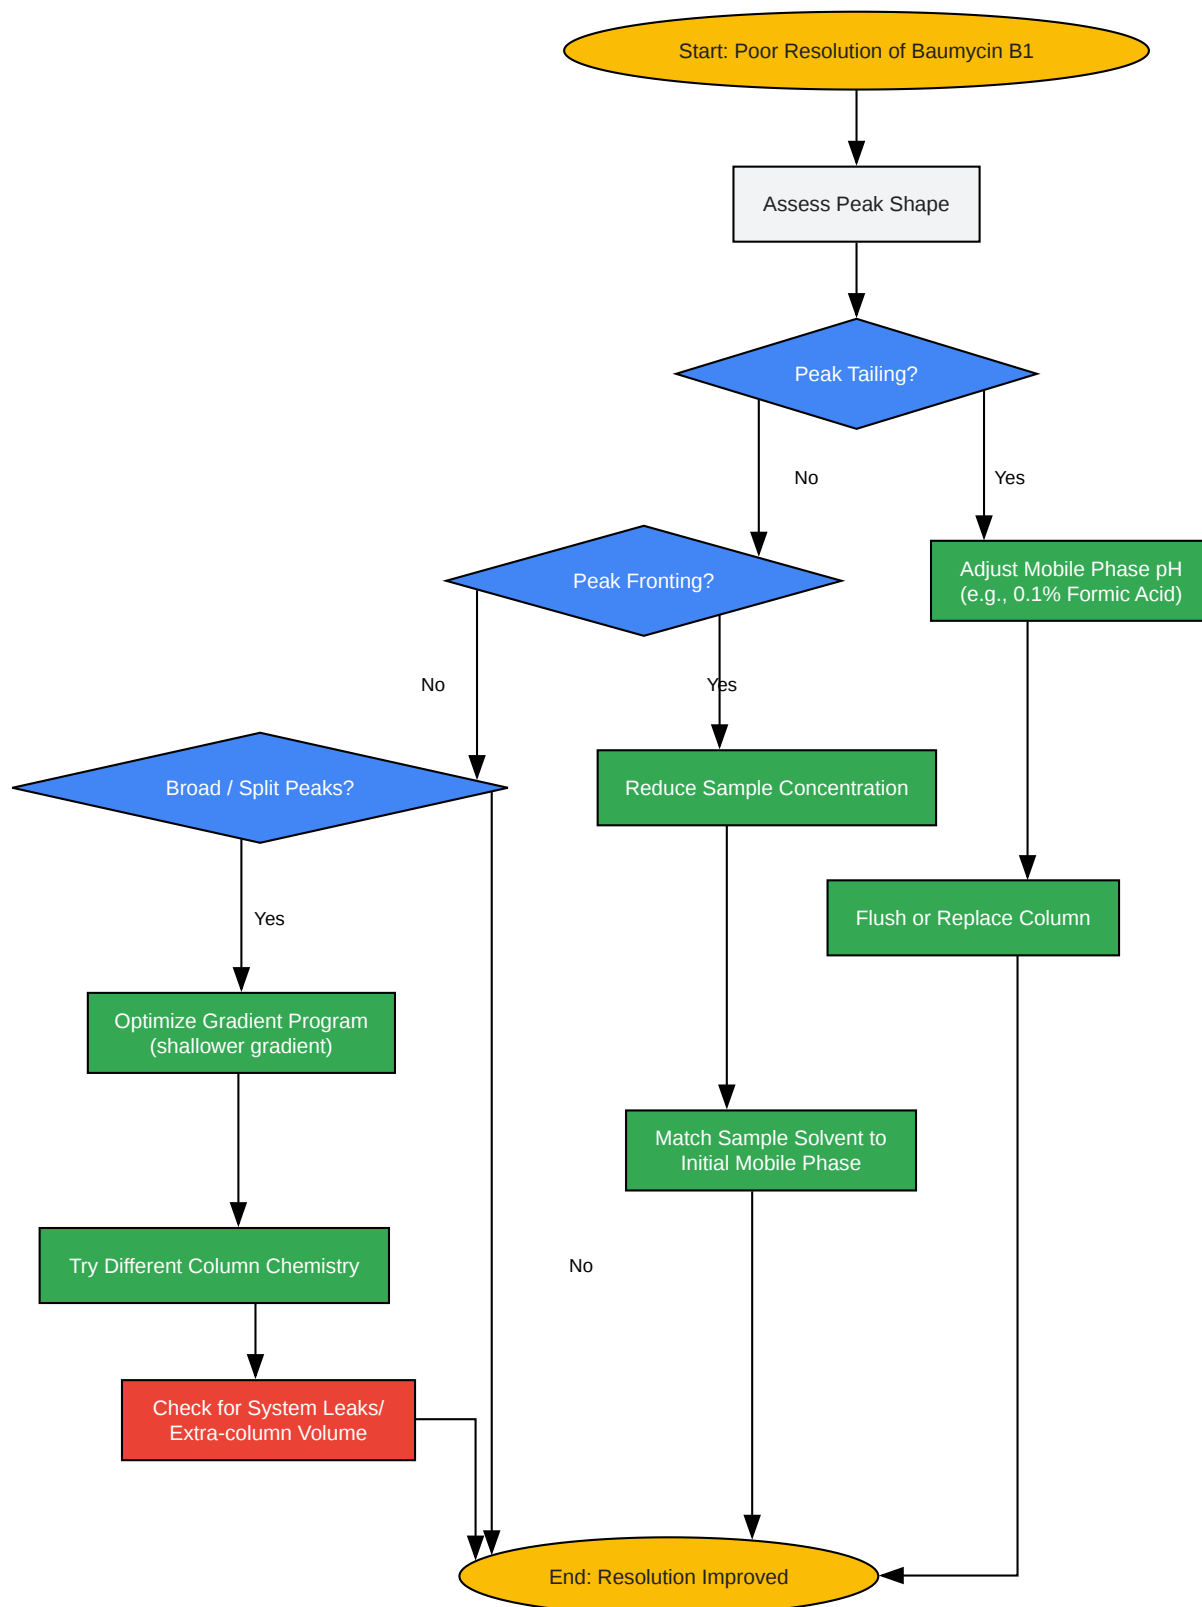 Start: Poor Resolution of Baumycin B1
Assess Peak Shape
Peak Tailing?
No
Yes
Peak Fronting?
Adjust Mobile Phase pH
(e.g., 0.1% Formic Acid)
No
Yes
Broad / Split Peaks?
Reduce Sample Concentration
Yes
Flush or Replace Column
Optimize Gradient Program
(shallower gradient)
Match Sample Solvent to
Initial Mobile Phase
Try Different Column Chemistry
No
Check for System Leaks/
Extra-column Volume
End: Resolution Improved